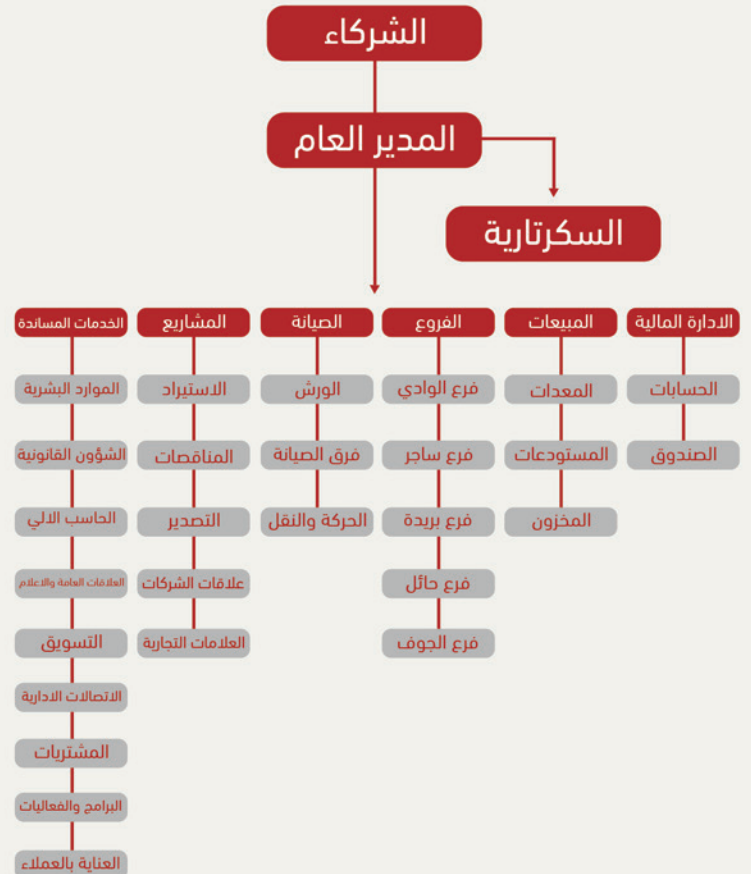 الشركاء
المدير العام
السكرتارية
الادارة المالية
الحسابات
الصندوق
المبيعات
المعدات
المستودعات
المخزون
الفروع
فرع الوادي
فرع ساجر
فرع بريدة
فرع حائل
فرع الجوف
الصيانة
الورش
فرق الصيانة
الحركة والنقل
المشاريع
الاستيراد
المناقصات
التصدير
علاقات الشركات
العلامات التجارية
الخدمات المساندة
الموارد البشرية
الشؤون القانونية
الحاسب الالي
العلاقات العامة والاعلام
التسويق
الاتصالات الادارية
المشتريات
البرامج والفعاليات
العناية بالعملاء